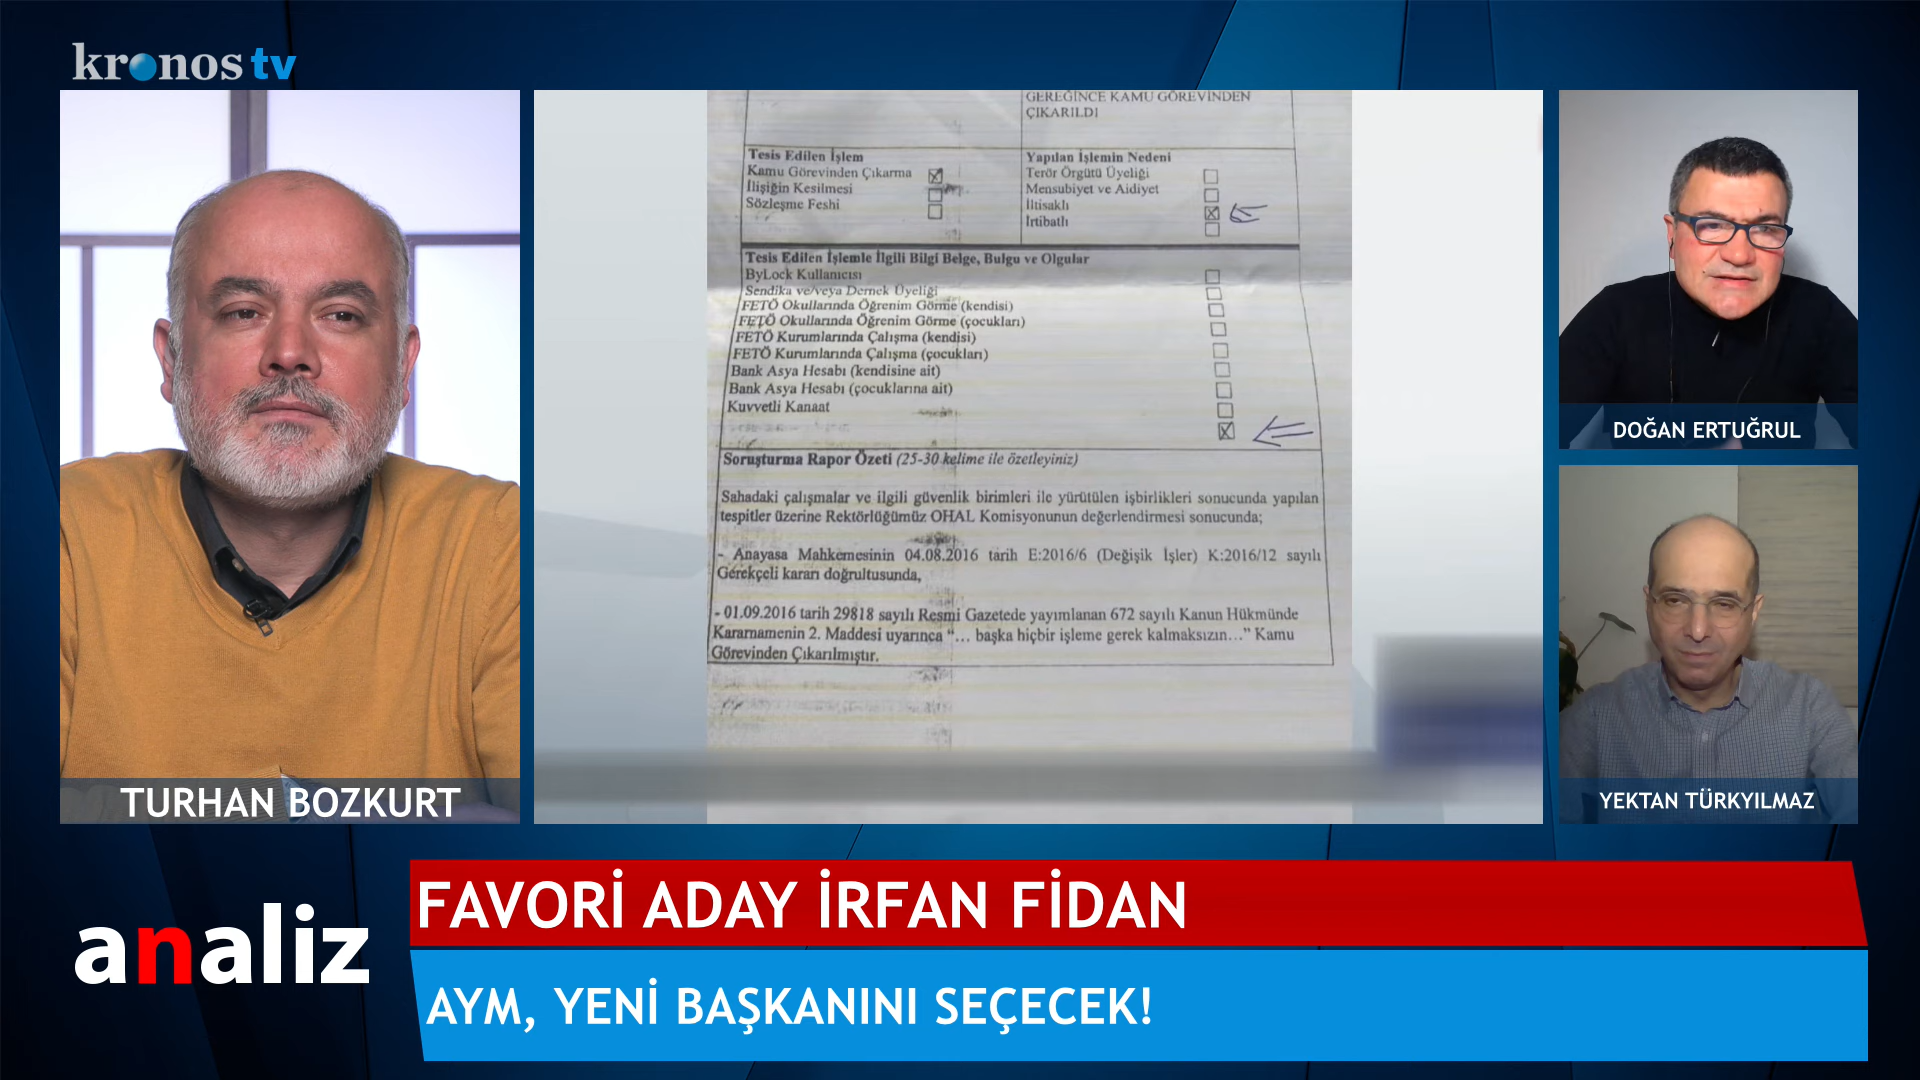 kronos tv
GEREĞİNCE KAMU GÖREVİNDEN
ÇIKARILDI
Tesis Edilen İşlem
Kamu Görevinden Çıkarma
İlişiğin Kesilmesi
Sözleşme Feshi
Yapılan İşlemin Nedeni
Terör Örgütü Üyeliği
Mensubiyet ve Aidiyet
İltisaklı
İrtibatlı
Tesis Edilen İşlemle İlgili Bilgi Belge, Bulgu ve Olgular
ByLock Kullanıcısı
Sendika ve/veya Dernek Üyeliği
FETÖ Okullarında Öğrenim Görme (kendisi)
FETÖ Okullarında Öğrenim Görme (çocukları)
FETÖ Kurumlarında Çalışma (kendisi)
FETÖ Kurumlarında Çalışma (çocukları)
Bank Asya Hesabı (kendisine ait)
Bank Asya Hesabı (çocuklarına ait)
Kuvvetli Kanaat
Soruşturma Rapor Özeti (25-30 kelime ile özetleyiniz)
Sahadaki çalışmalar ve ilgili güvenlik birimleri ile yürütülen işbirlikleri sonucunda yapılan
tespitler üzerine Rektörlüğümüz OHAL Komisyonunun değerlendirmesi sonucunda;
- Anayasa Mahkemesinin 04.08.2016 tarih E:2016/6 (Değişik İşler) K:2016/12 sayılı
Gerekçeli kararı doğrultusunda,
- 01.09.2016 tarih 29818 sayılı Resmi Gazetede yayımlanan 672 sayılı Kanun Hükmünde
Kararnamenin 2. Maddesi uyarınca “... başka hiçbir işleme gerek kalmaksızın...” Kamu
Görevinden Çıkarılmıştır.
TURHAN BOZKURT
DOĞAN ERTUĞRUL
YEKTAN TÜRKYILMAZ
analiz
FAVORİ ADAY İRFAN FİDAN
AYM, YENİ BAŞKANINI SEÇECEK!